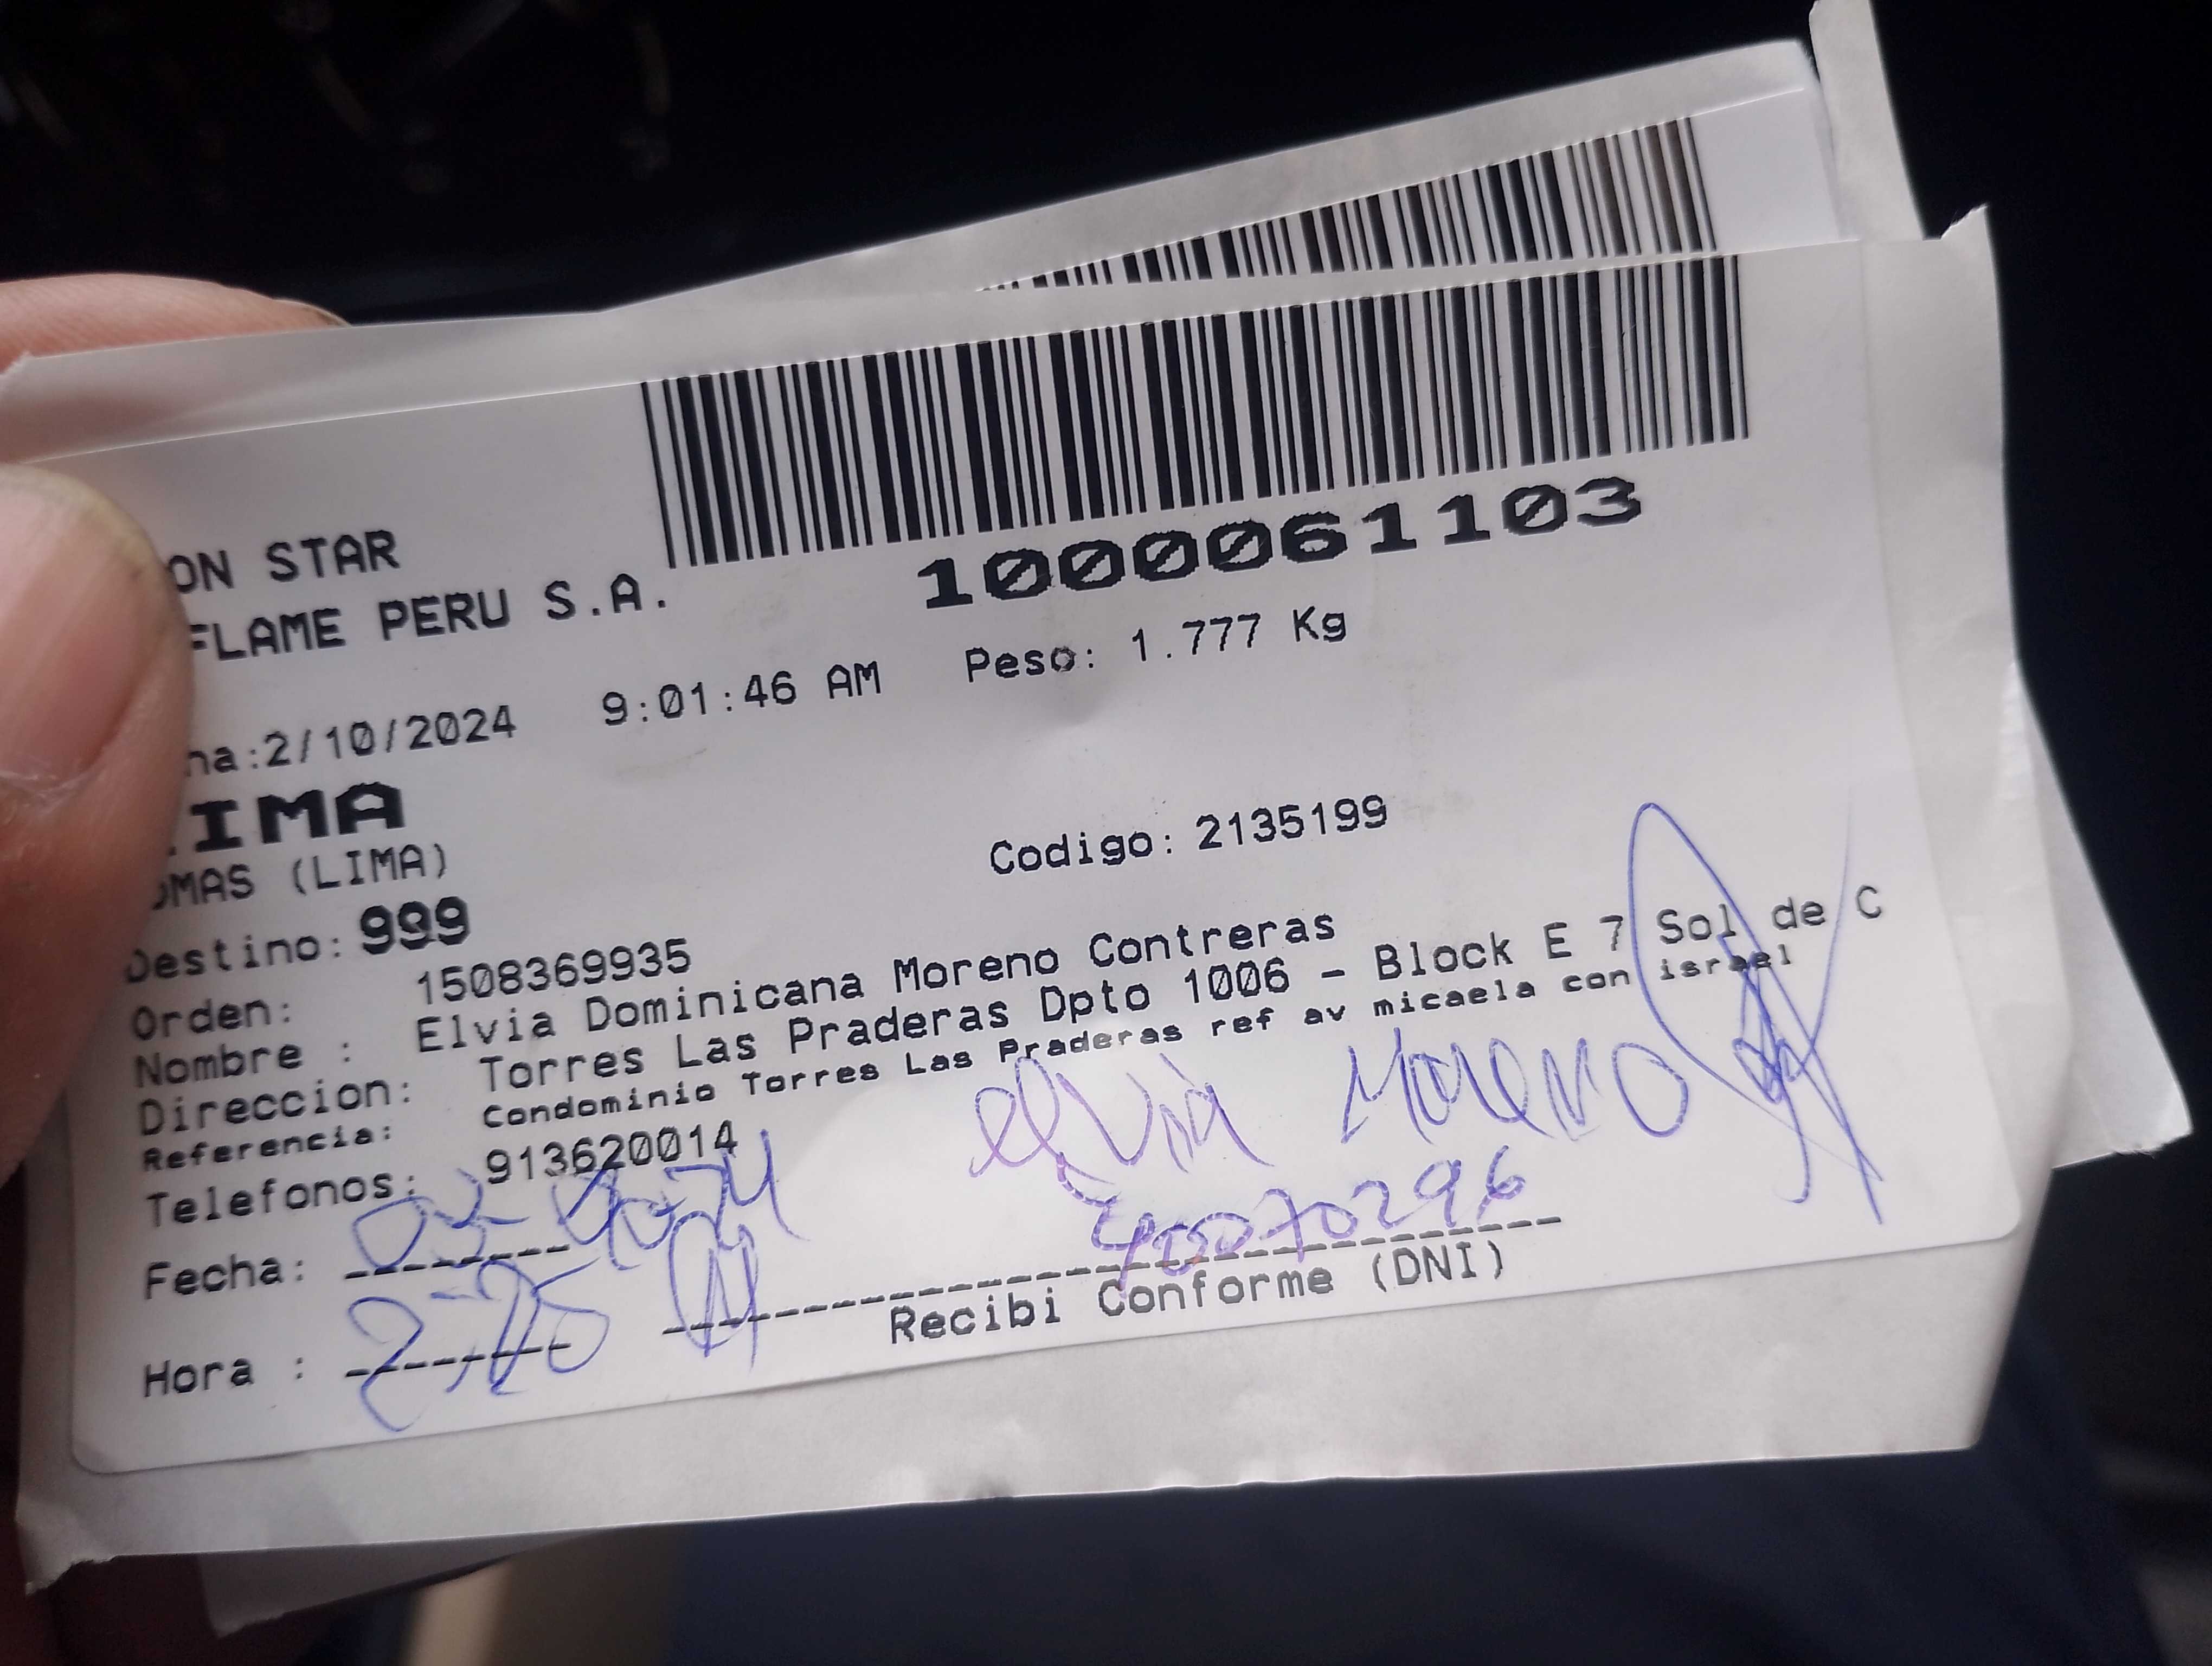 ON STAR
FLAME PERU S.A.
1000061103
ha:2/10/2024 9:01:46 AM Peso: 1.777 Kg
IMA
OMAS (LIMA)
Codigo: 2135199
Destino: 999
Orden: 1508369935
Nombre : Elvia Dominicana Moreno Contreras
Direccion: Torres Las Praderas Dpto 1006 - Block E 7 Sol de C
Referencia: Condominio Torres Las Praderas ref av micaela con israel
Telefonos: 913620014
elvia Moreno
40070296
Fecha:
Hora :
Recibi Conforme (DNI)